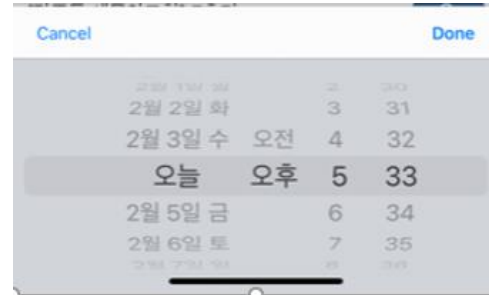 Cancel Done
2월 2일 화 3 31
2월 3일 수 오전 4 32
오늘 오후 5 33
2월 5일 금 6 34
2월 6일 토 7 35